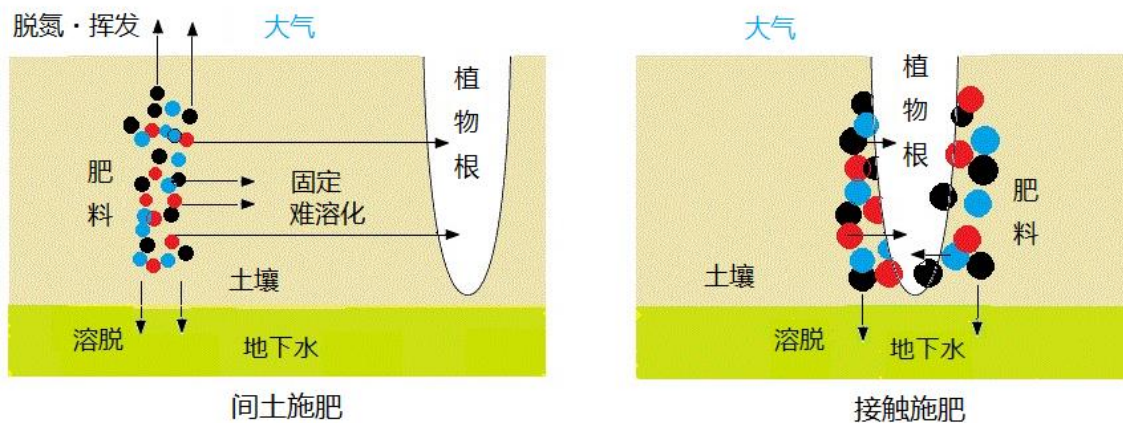 脱氮·挥发
大气
植物根
肥料
固定
难溶化
土壤
溶脱
地下水
间土施肥
大气
植物根
肥料
土壤
溶脱
地下水
接触施肥